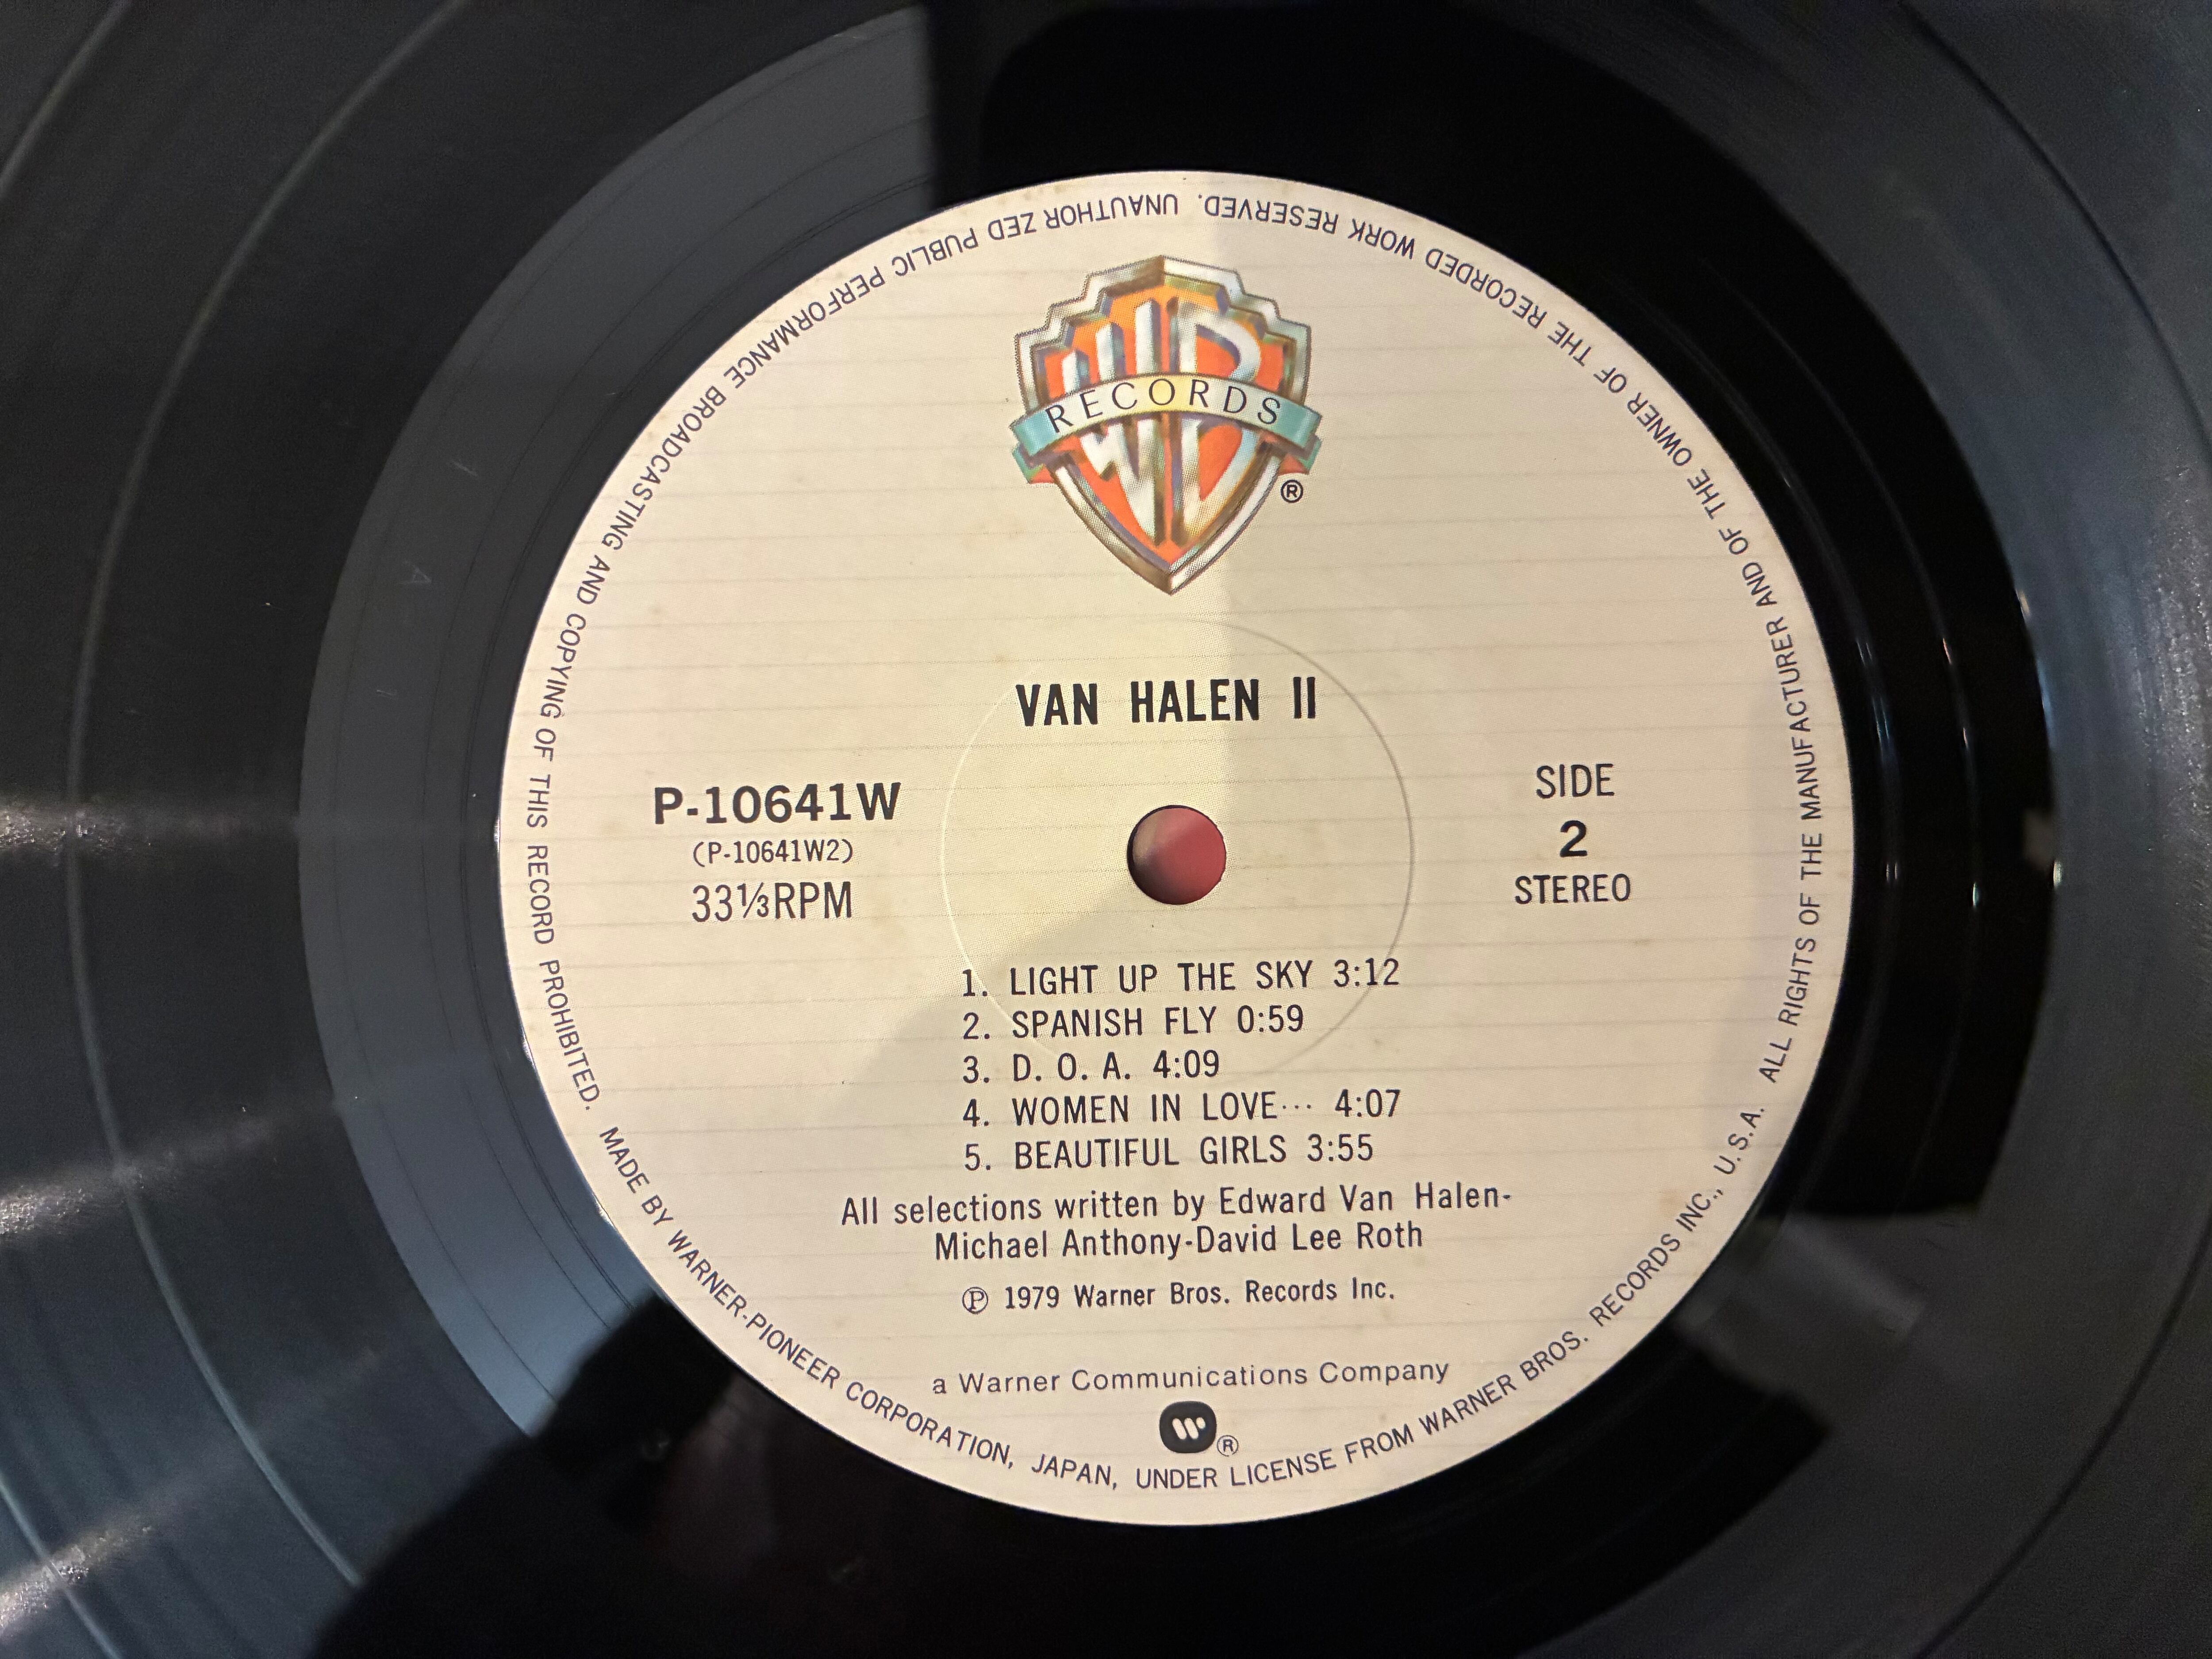 RECORDS
®
VAN HALEN II
P-10641W
(P-10641W2)
33⅓RPM
SIDE
2
STEREO
1. LIGHT UP THE SKY 3:12
2. SPANISH FLY 0:59
3. D. O. A. 4:09
4. WOMEN IN LOVE··· 4:07
5. BEAUTIFUL GIRLS 3:55
All selections written by Edward Van Halen-
Michael Anthony-David Lee Roth
℗ 1979 Warner Bros. Records Inc.
a Warner Communications Company
®
ALL RIGHTS OF THE MANUFACTURER AND OF THE OWNER OF THE RECORDED WORK RESERVED. UNAUTHOR ZED PUBLIC PERFORMANCE BROADCASTING AND COPYING OF THIS RECORD PROHIBITED.
MADE BY WARNER-PIONEER CORPORATION, JAPAN, UNDER LICENSE FROM WARNER BROS. RECORDS INC., U.S.A.